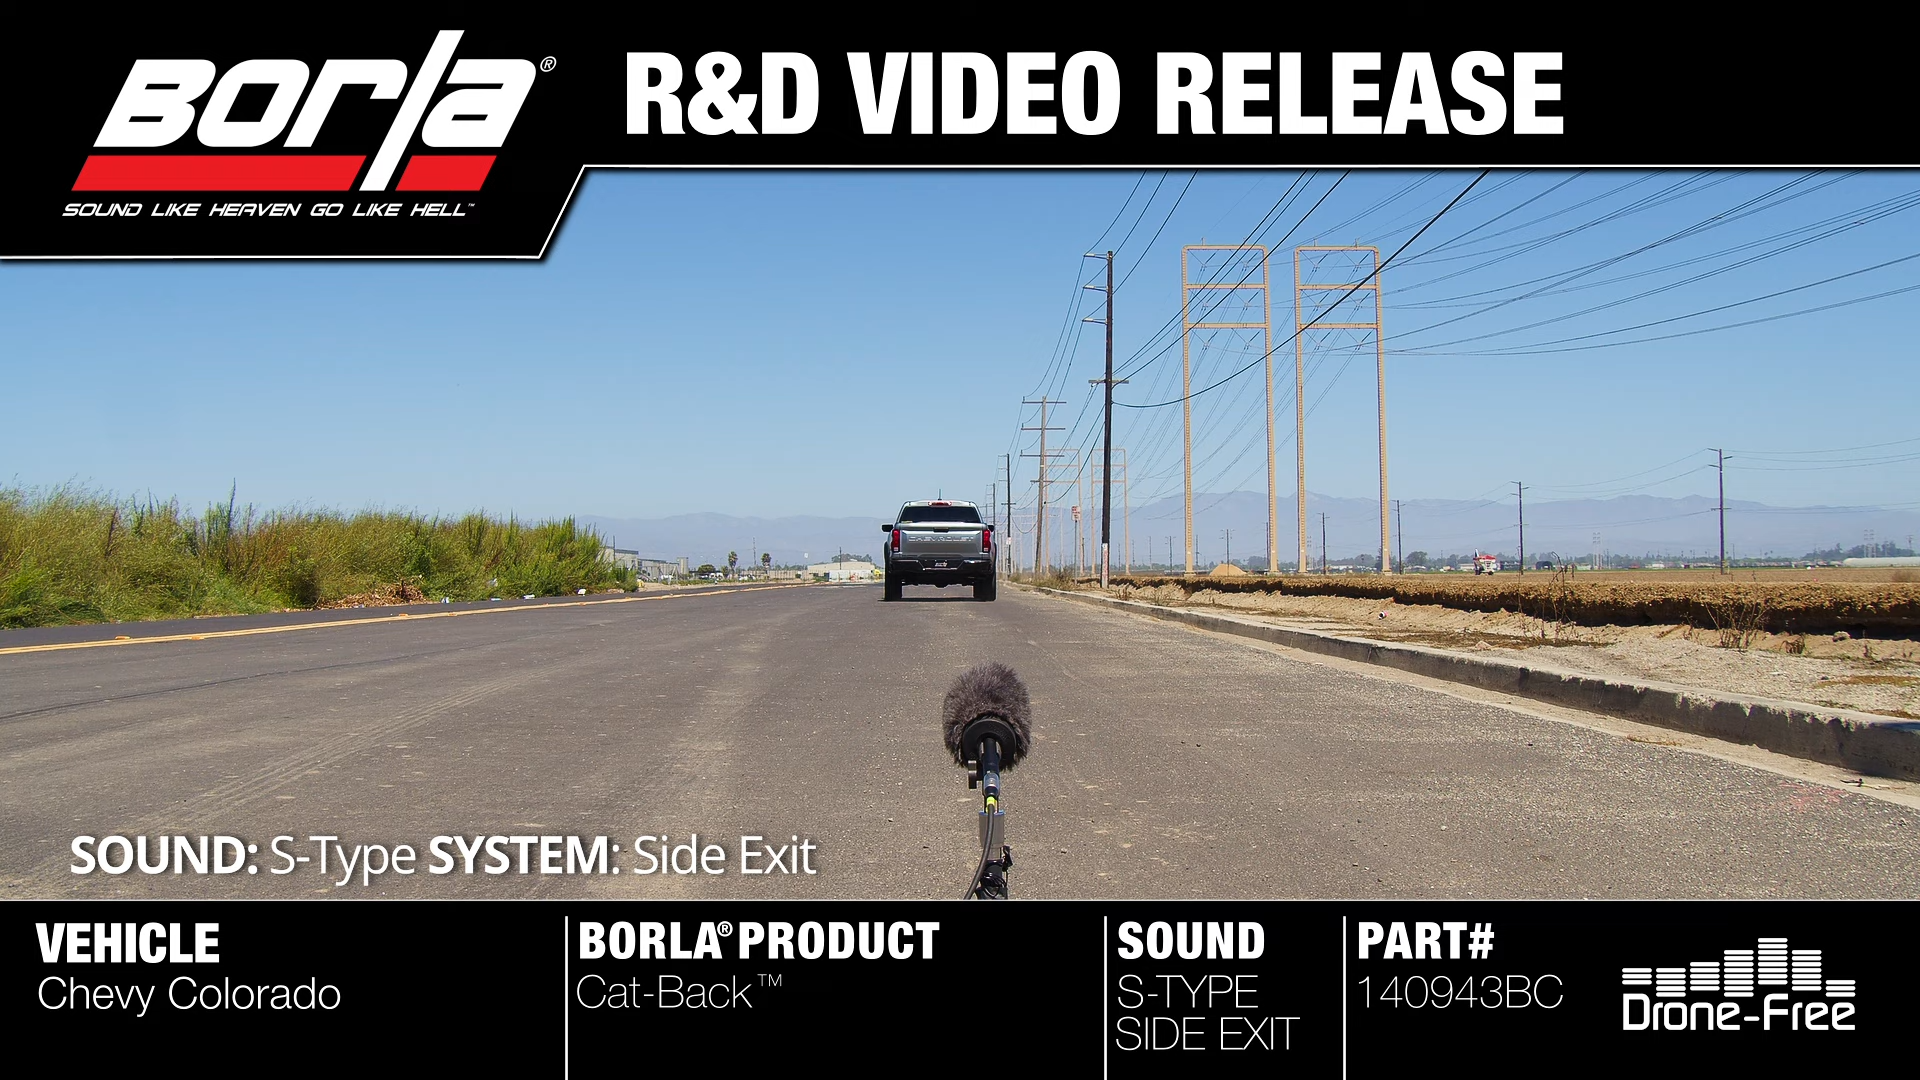 BORLA®
SOUND LIKE HEAVEN GO LIKE HELL™
R&D VIDEO RELEASE
CHEVROLET
SOUND: S-Type SYSTEM: Side Exit
VEHICLE
Chevy Colorado
BORLA® PRODUCT
Cat-Back™
SOUND
S-TYPE
SIDE EXIT
PART#
140943BC
Drone-Free